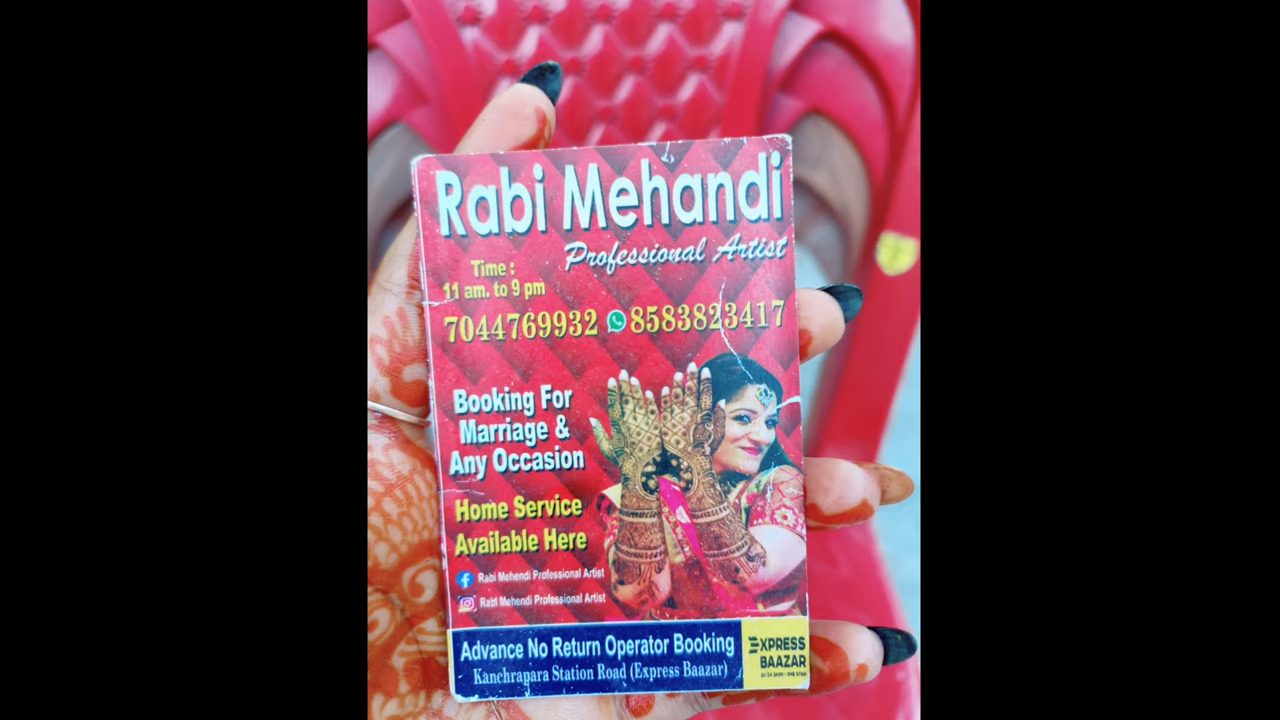 Rabi Mehandi
Professional Artist
Time :
11 am. to 9 pm
7044769932 8583823417
Booking For
Marriage &
Any Occasion
Home Service
Available Here
Rabi Mehendi Professional Artist
Rabi Mehendi Professional Artist
Advance No Return Operator Booking
Kanchrapara Station Road (Express Baazar)
EXPRESS
BAAZAR